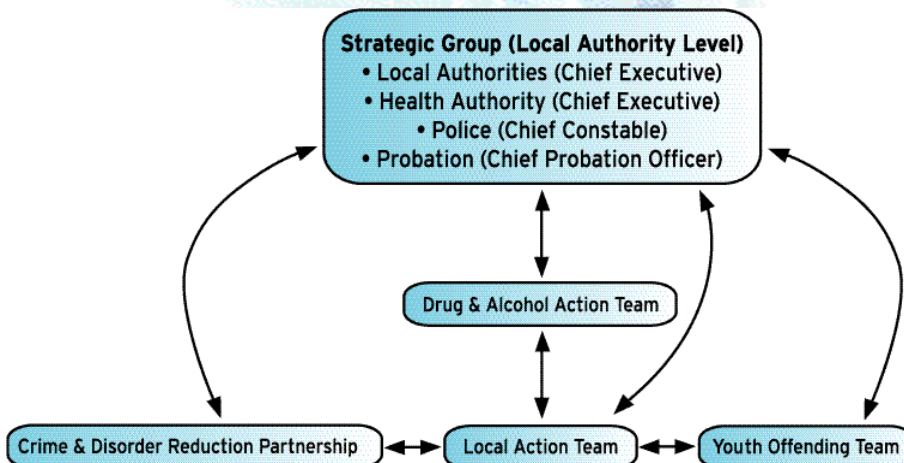 Strategic Group (Local Authority Level)
• Local Authorities (Chief Executive)
• Health Authority (Chief Executive)
• Police (Chief Constable)
• Probation (Chief Probation Officer)
Drug & Alcohol Action Team
Crime & Disorder Reduction Partnership
Local Action Team
Youth Offending Team